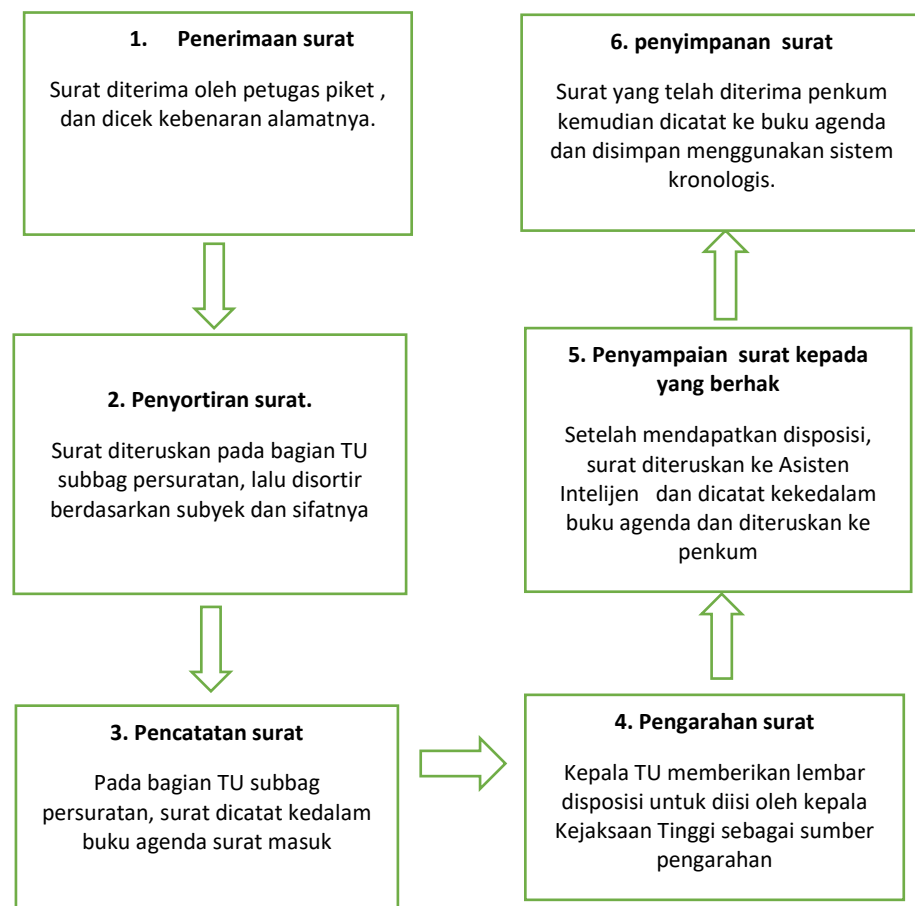 1. Penerimaan surat
Surat diterima oleh petugas piket ,
dan dicek kebenaran alamatnya.
2. Penyortiran surat.
Surat diteruskan pada bagian TU
subbag persuratan, lalu disortir
berdasarkan subyek dan sifatnya
3. Pencatatan surat
Pada bagian TU subbag
persuratan, surat dicatat kedalam
buku agenda surat masuk
4. Pengarahan surat
Kepala TU memberikan lembar
disposisi untuk diisi oleh kepala
Kejaksaan Tinggi sebagai sumber
pengarahan
5. Penyampaian surat kepada
yang berhak
Setelah mendapatkan disposisi,
surat diteruskan ke Asisten
Intelijen dan dicatat kekedalam
buku agenda dan diteruskan ke
penkum
6. penyimpanan surat
Surat yang telah diterima penkum
kemudian dicatat ke buku agenda
dan disimpan menggunakan sistem
kronologis.